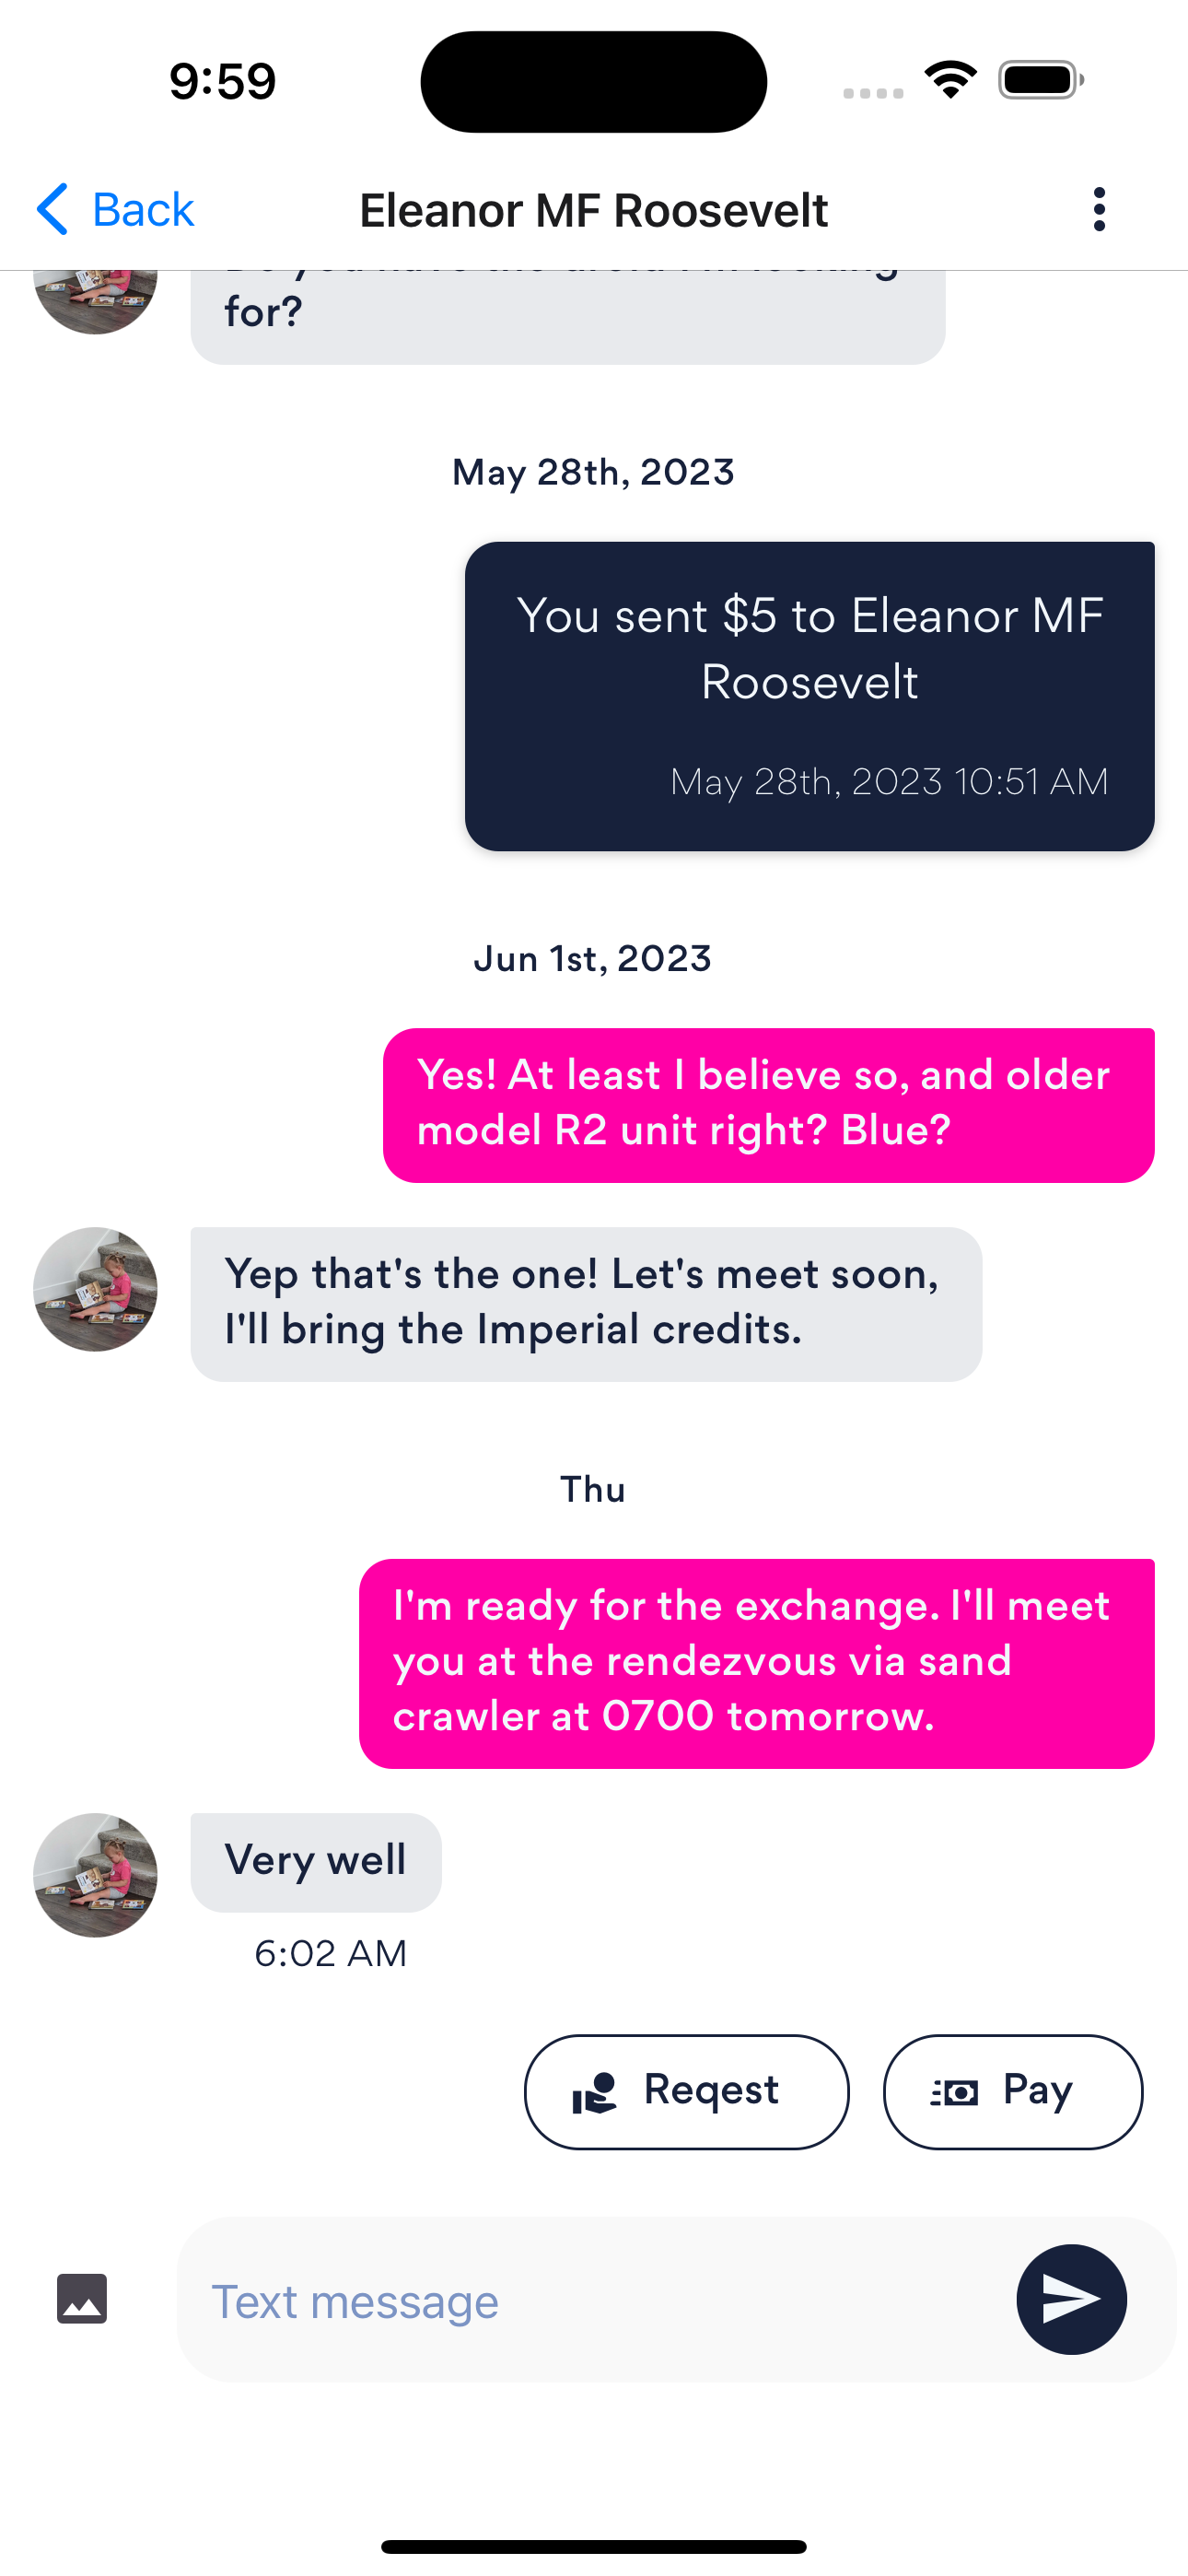 9:59
Back
Eleanor MF Roosevelt
for?
May 28th, 2023
You sent $5 to Eleanor MF
Roosevelt
May 28th, 2023 10:51 AM
Jun 1st, 2023
Yes! At least I believe so, and older
model R2 unit right? Blue?
Yep that's the one! Let's meet soon,
I'll bring the Imperial credits.
Thu
I'm ready for the exchange. I'll meet
you at the rendezvous via sand
crawler at 0700 tomorrow.
Very well
6:02 AM
Reqest
Pay
Text message